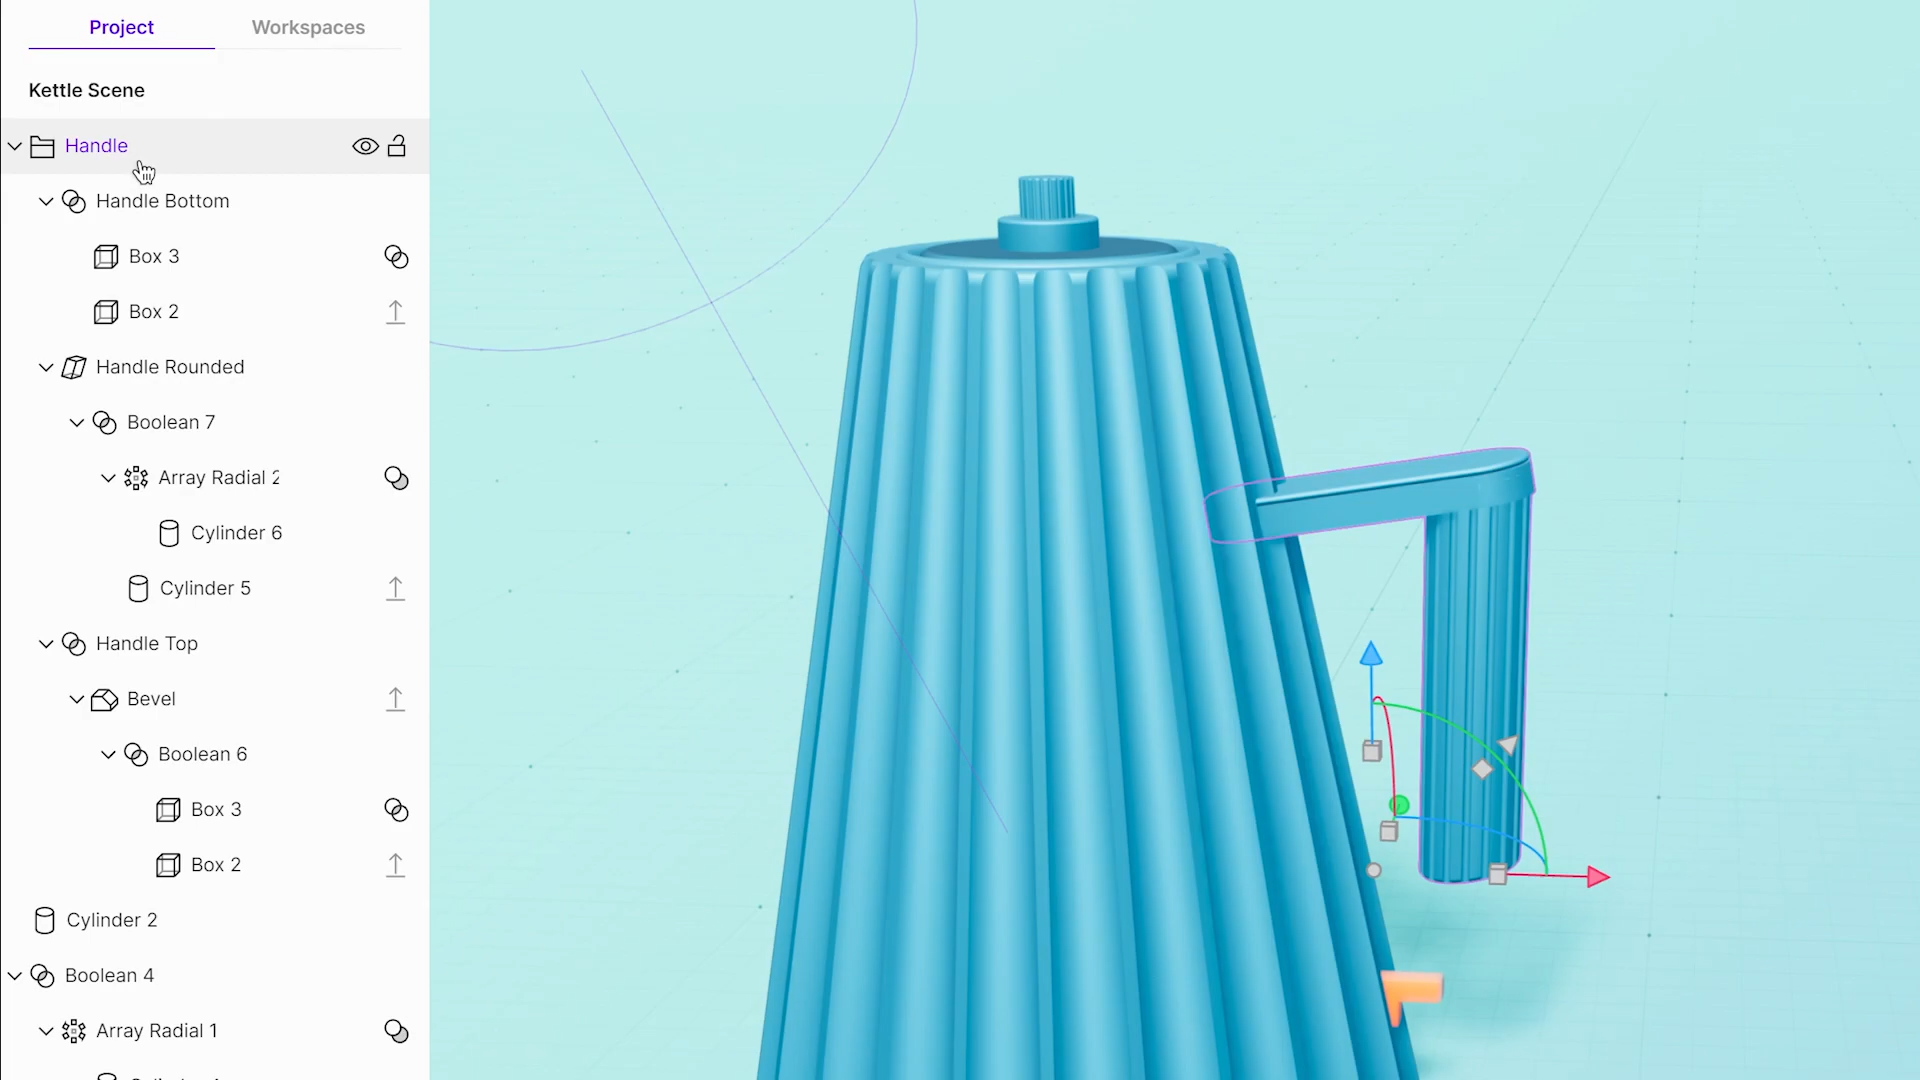 Project
Workspaces
Kettle Scene
Handle
Handle Bottom
Box 3
Box 2
Handle Rounded
Boolean 7
Array Radial 2
Cylinder 6
Cylinder 5
Handle Top
Bevel
Boolean 6
Box 3
Box 2
Cylinder 2
Boolean 4
Array Radial 1